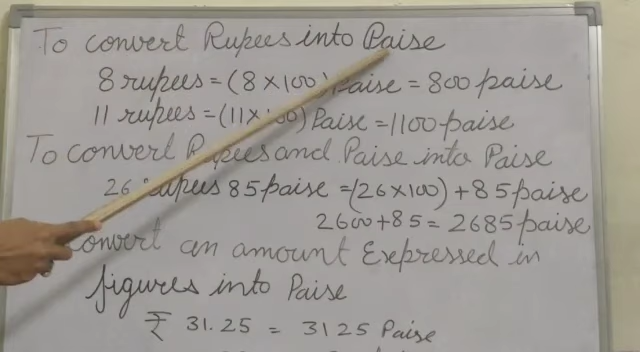 To convert Rupees into Paise
8 rupees = (8×100) Paise = 800 paise
11 rupees = (11×100) Paise = 1100 paise
To convert Rupees and Paise into Paise
26 rupees 85 paise = (26×100) + 85 paise
2600 + 85 = 2685 paise
convert an amount Expressed in
figures into Paise
₹ 31.25 = 3125 Paise